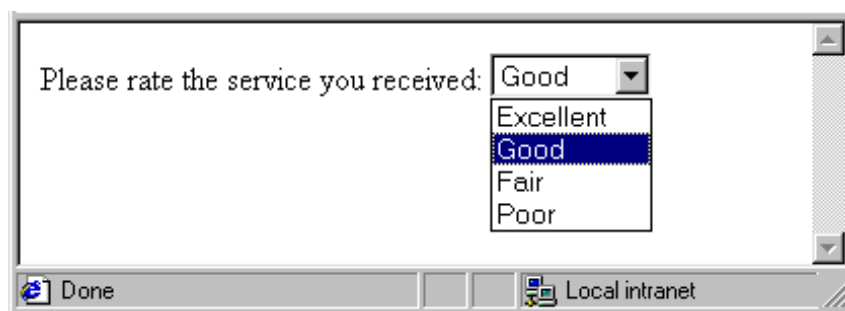 Please rate the service you received: Good
Excellent
Good
Fair
Poor
Done Local intranet